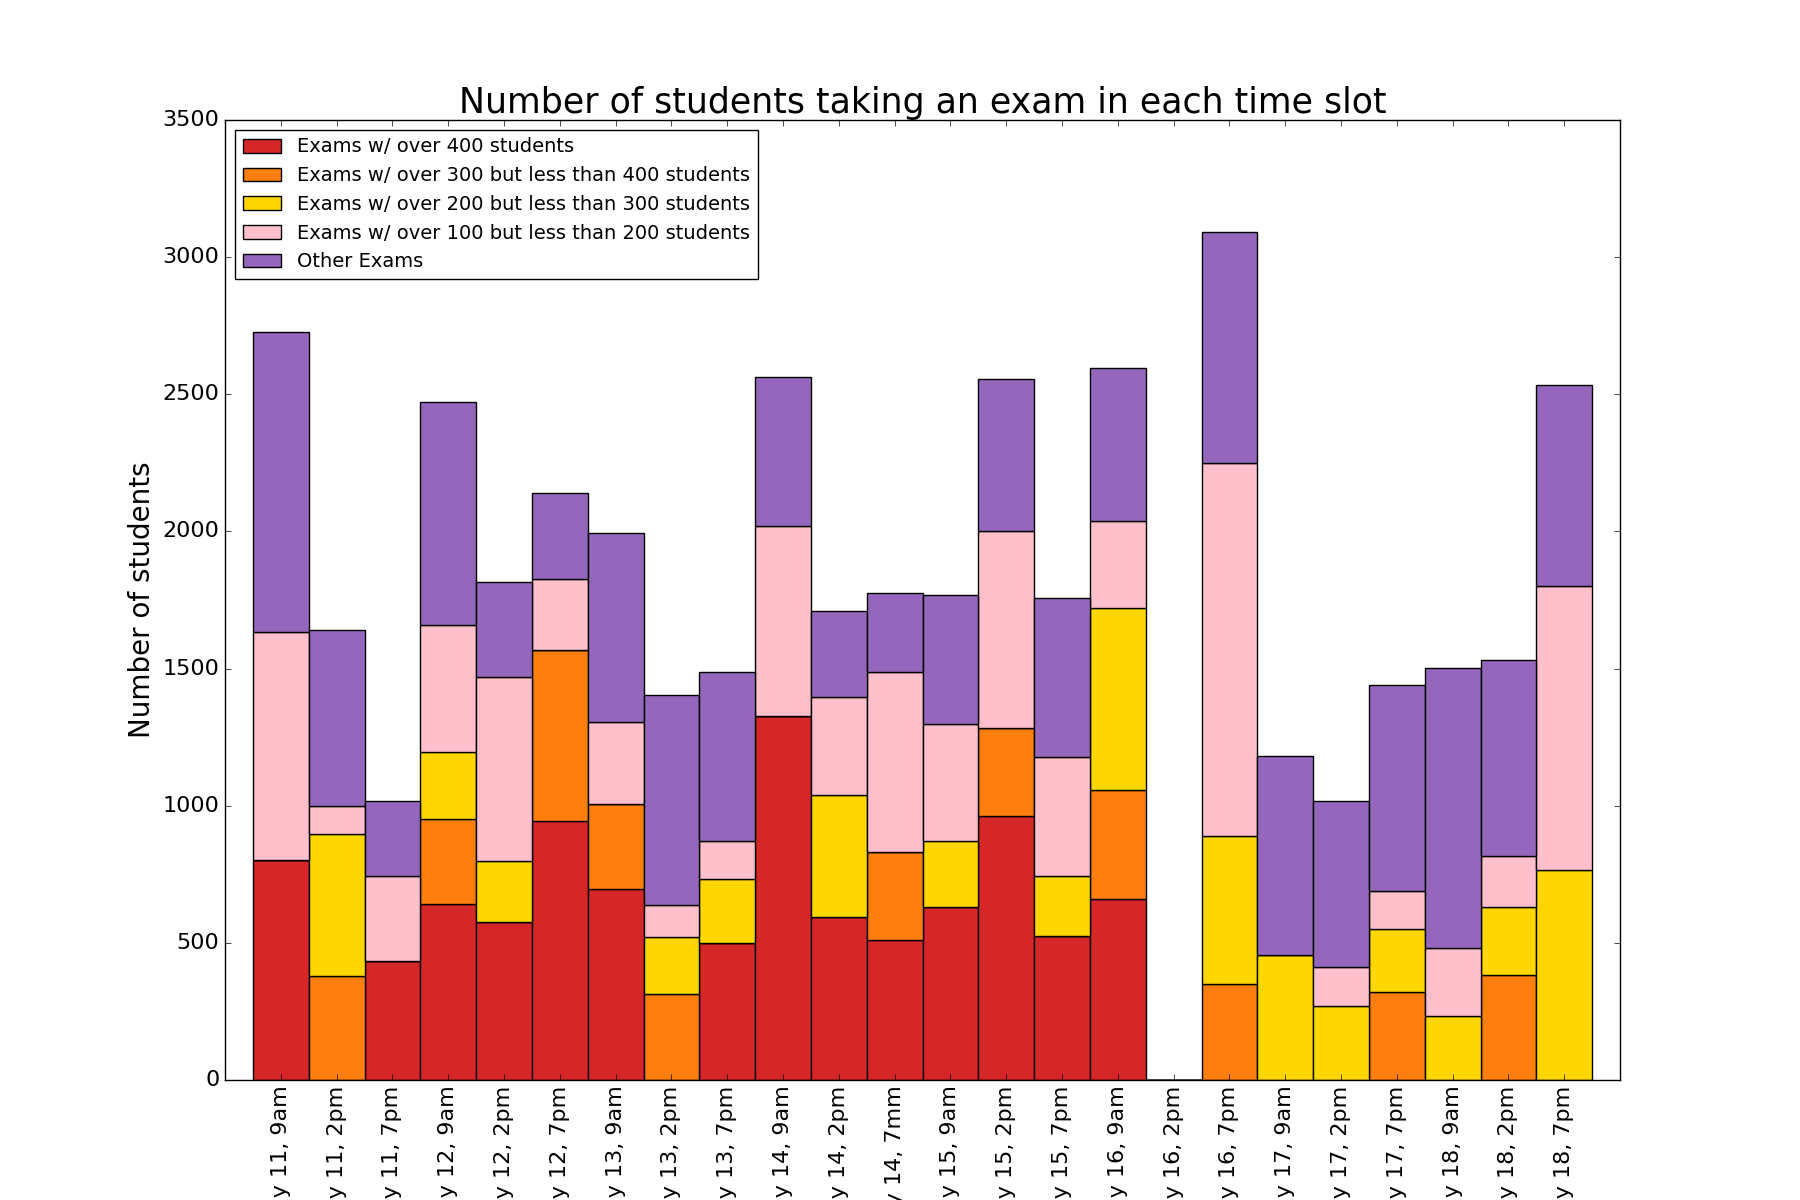 Number of students taking an exam in each time slot
3500
3000
2500
2000
1500
1000
500
0
Number of students
Exams w/ over 400 students
Exams w/ over 300 but less than 400 students
Exams w/ over 200 but less than 300 students
Exams w/ over 100 but less than 200 students
Other Exams
y 11, 9am
y 11, 2pm
y 11, 7pm
y 12, 9am
y 12, 2pm
y 12, 7pm
y 13, 9am
y 13, 2pm
y 13, 7pm
y 14, 9am
y 14, 2pm
y 14, 7mm
y 15, 9am
y 15, 2pm
y 15, 7pm
y 16, 9am
y 16, 2pm
y 16, 7pm
y 17, 9am
y 17, 2pm
y 17, 7pm
y 18, 9am
y 18, 2pm
y 18, 7pm